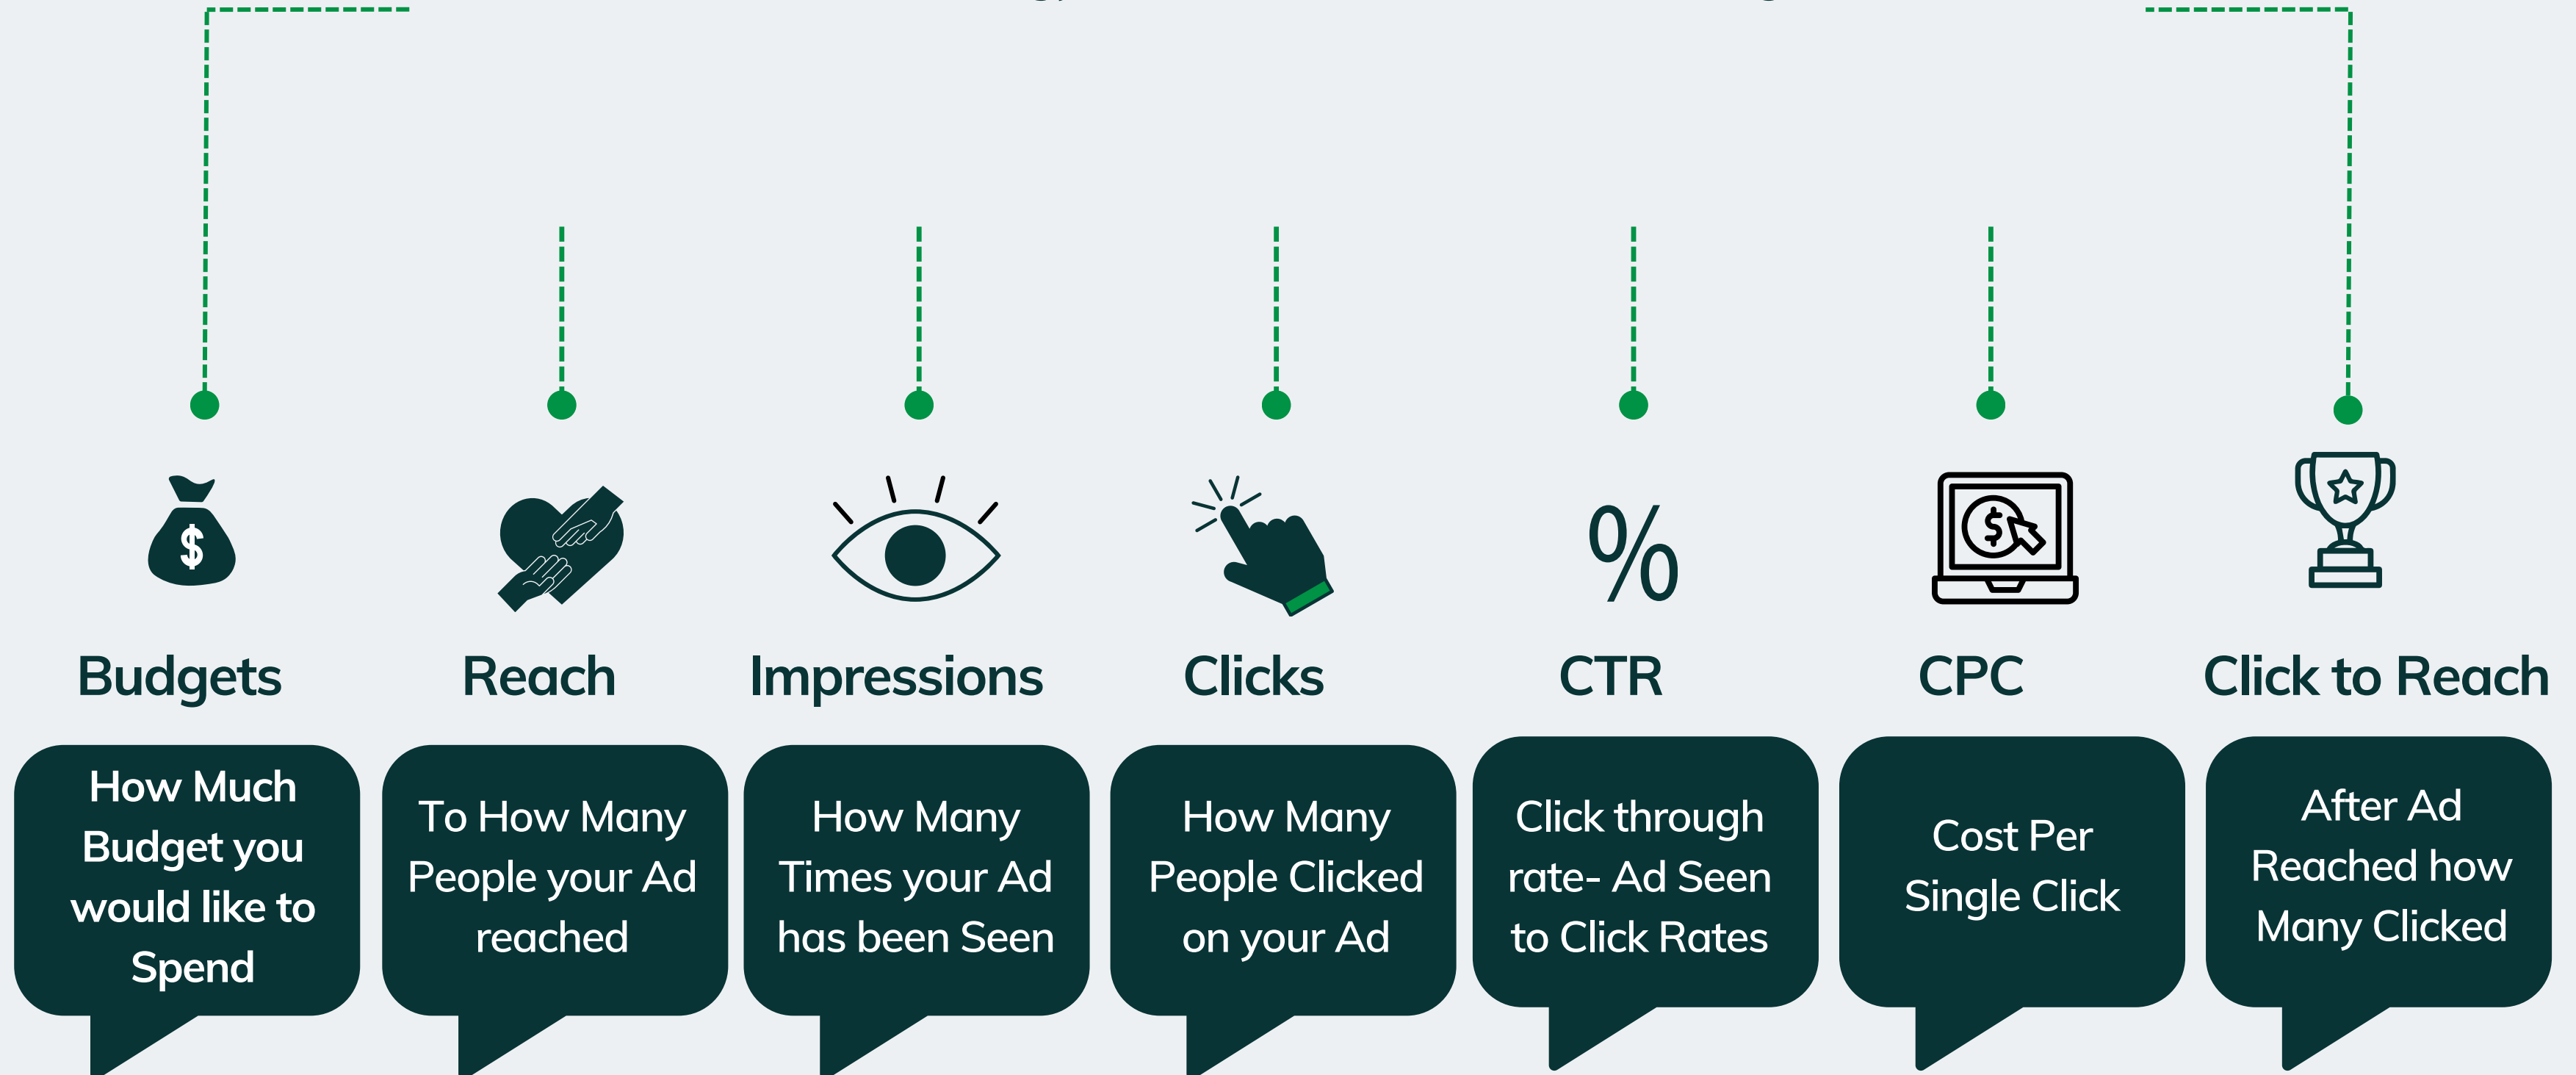 Budgets
Reach
Impressions
Clicks
%
CTR
CPC
Click to Reach
How Much
Budget you
would like to
Spend
To How Many
People your Ad
reached
How Many
Times your Ad
has been Seen
How Many
People Clicked
on your Ad
Click through
rate- Ad Seen
to Click Rates
Cost Per
Single Click
After Ad
Reached how
Many Clicked